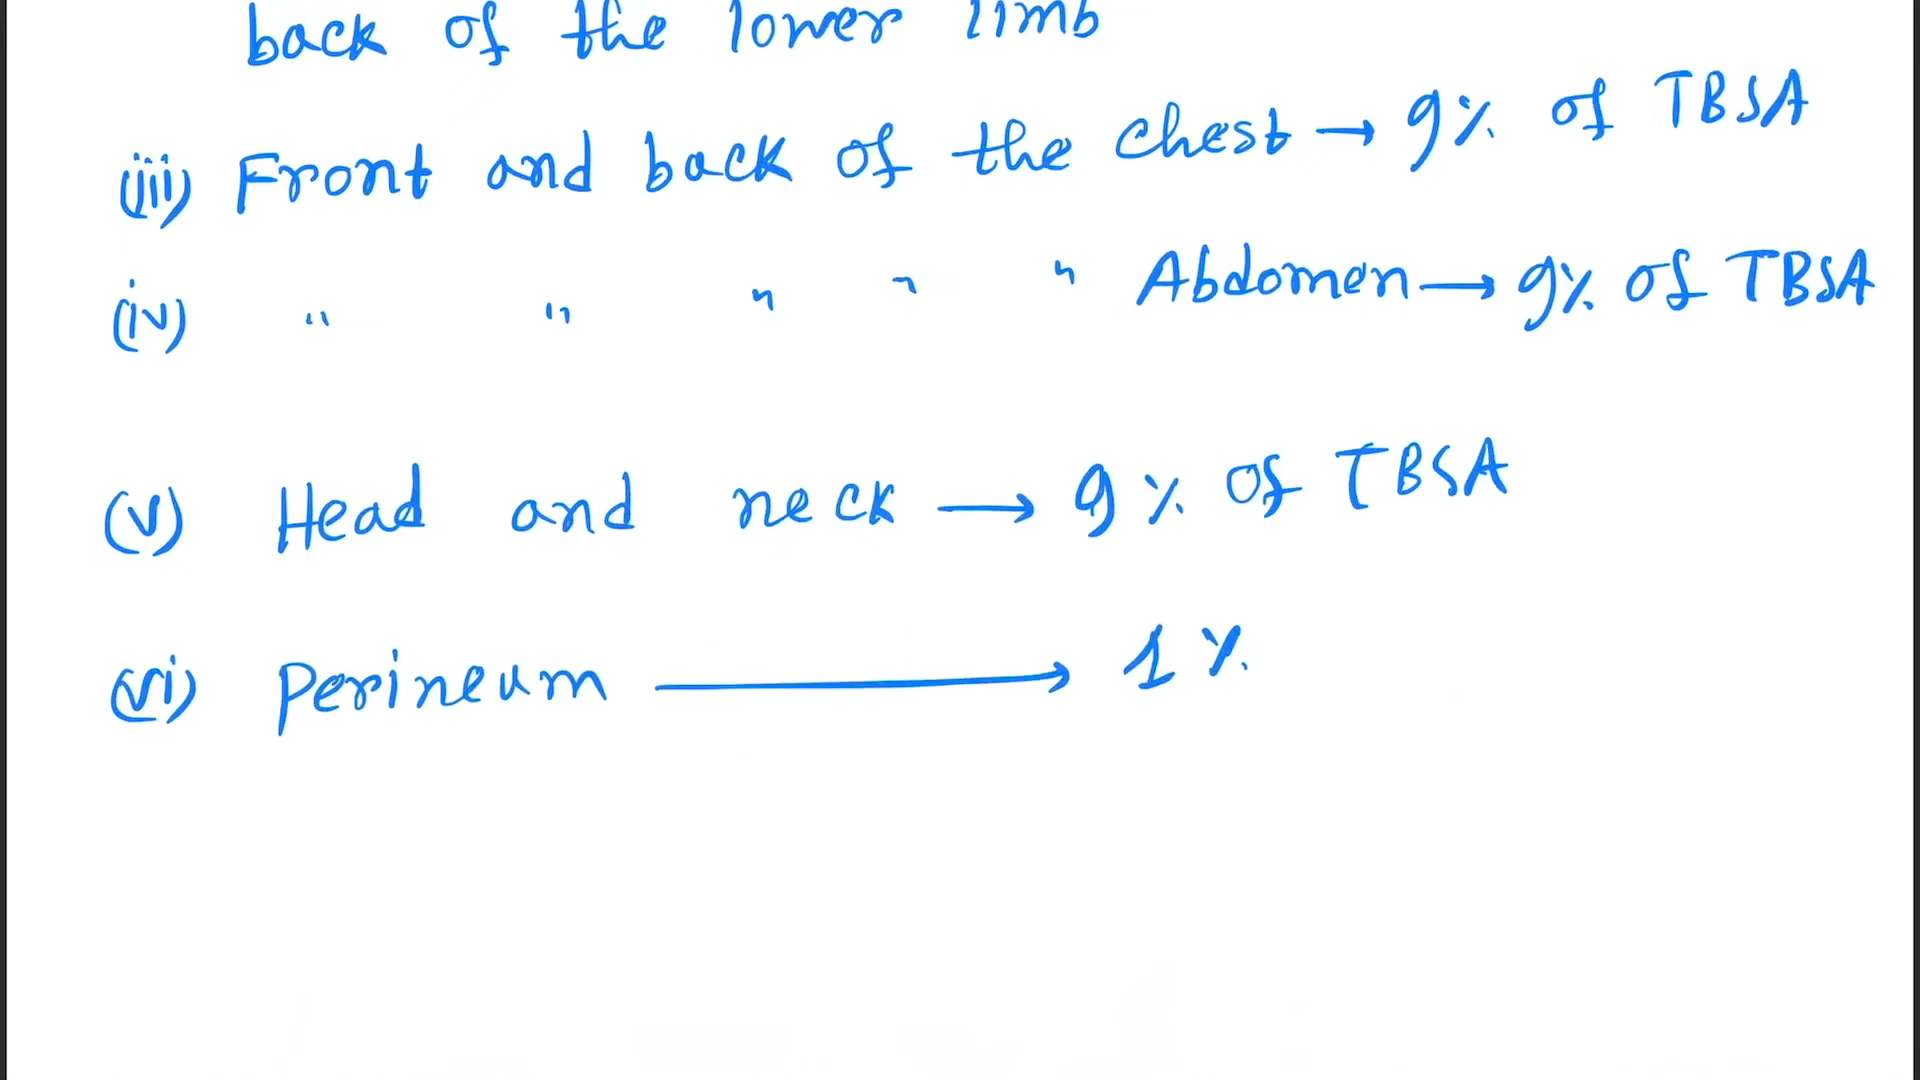 back of the lower limb
(iii) Front and back of the chest → 9% of TBSA
(iv) " " " " " Abdomen → 9% of TBSA
(v) Head and neck → 9% of TBSA
(vi) Perineum → 1%